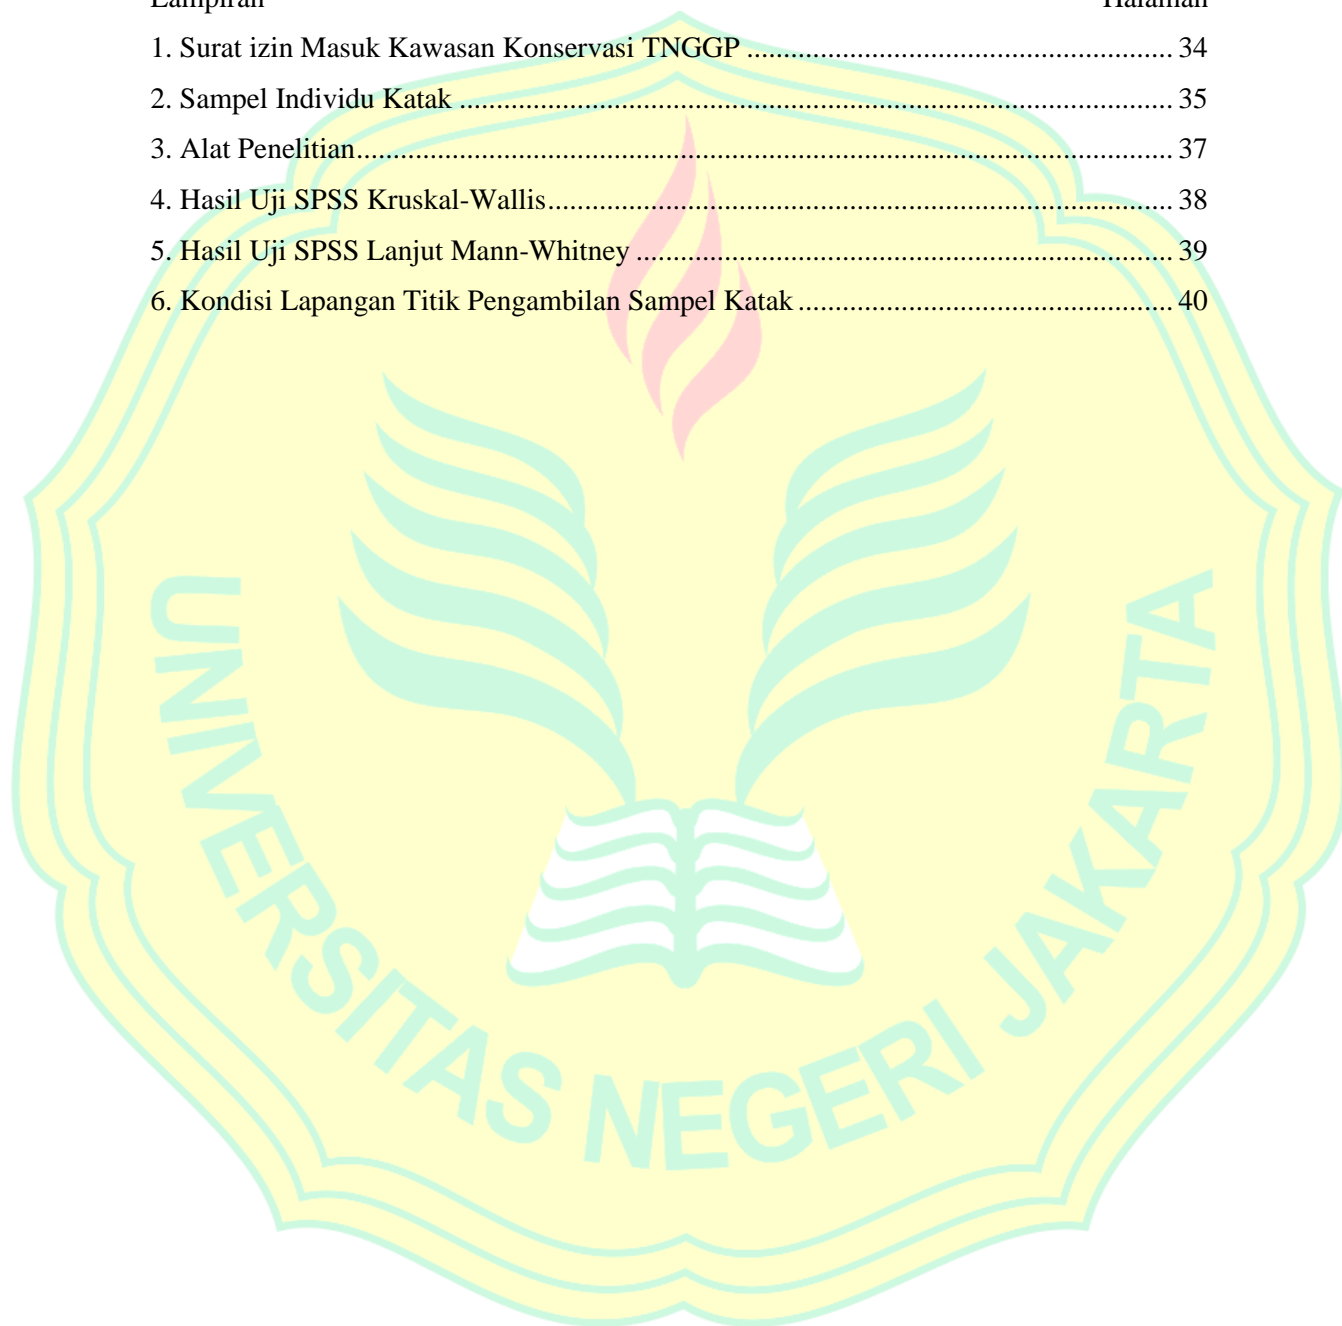 Lampiran Halaman
1. Surat izin Masuk Kawasan Konservasi TNGGP .......................................................... 34
2. Sampel Individu Katak ................................................................................................. 35
3. Alat Penelitian............................................................................................................... 37
4. Hasil Uji SPSS Kruskal-Wallis..................................................................................... 38
5. Hasil Uji SPSS Lanjut Mann-Whitney ......................................................................... 39
6. Kondisi Lapangan Titik Pengambilan Sampel Katak ................................................... 40
UNIVERSITAS NEGERI JAKARTA